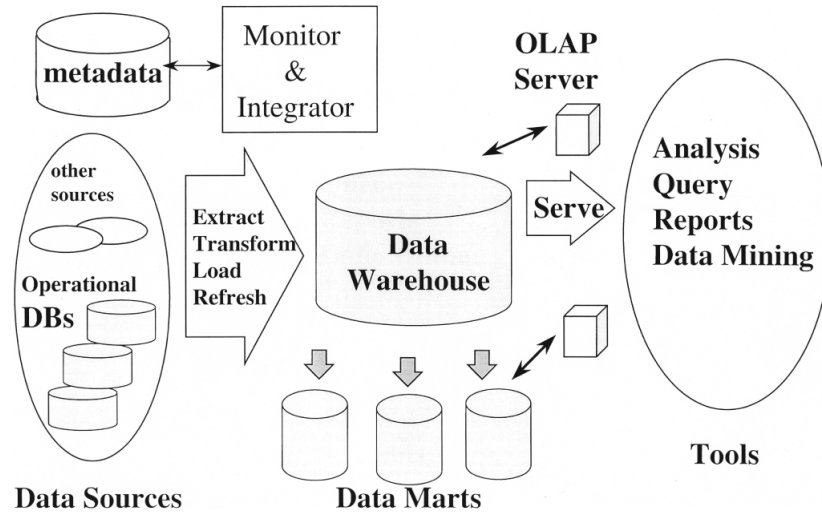 metadata
Monitor
&
Integrator
OLAP
Server
other
sources
Operational
DBs
Extract
Transform
Load
Refresh
Data
Warehouse
Serve
Analysis
Query
Reports
Data Mining
Tools
Data Sources
Data Marts